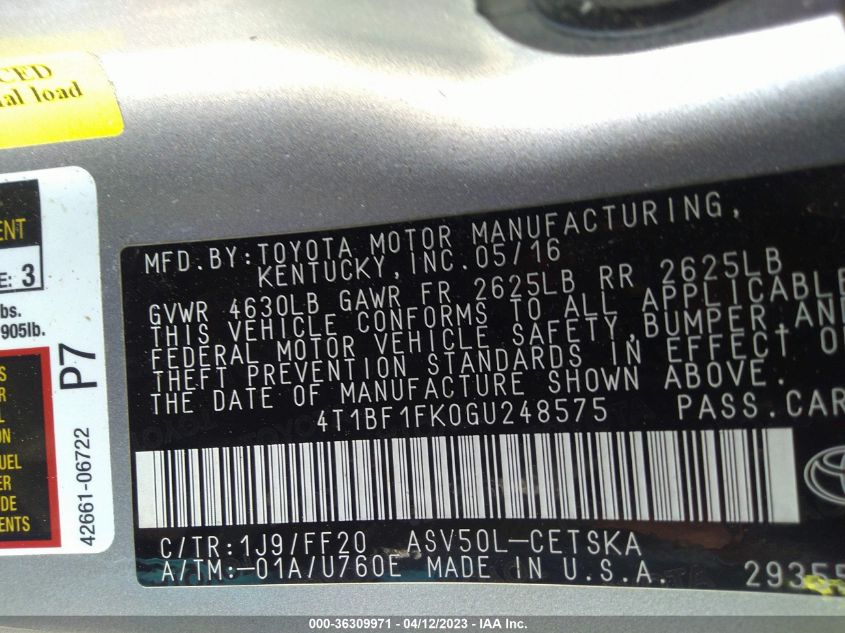 CED
nal load
ENT
E: 3
bs.
905lb.
P7
42661-06722
UEL
ER
DE
ENTS
MFD.BY:TOYOTA MOTOR MANUFACTURING,
KENTUCKY,INC.05/16
GVWR 4630LB GAWR FR 2625LB RR 2625LB
THIS VEHICLE CONFORMS TO ALL APPLICABLE
FEDERAL MOTOR VEHICLE SAFETY,BUMPER,AND
THEFT PREVENTION STANDARDS IN EFFECT O
THE DATE OF MANUFACTURE SHOWN ABOVE.
4T1BF1FK0GU248575 PASS.CAR
C/TR:1J9/FF20 ASV50L-CETSKA
A/TM:-01A/U760E MADE IN U.S.A.
29355
000-36309971 - 04/12/2023 - IAA Inc.